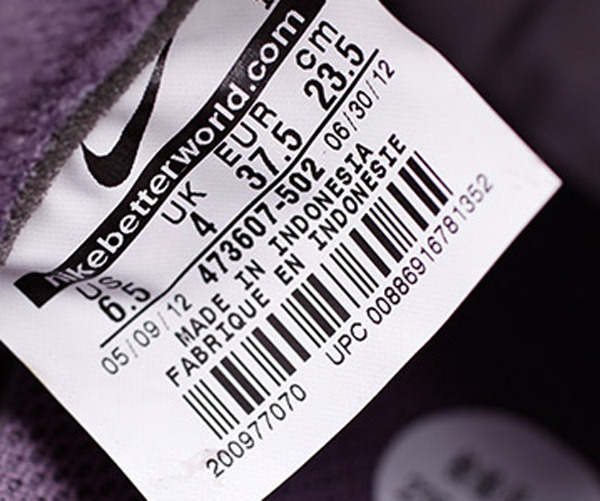 nikebetterworld.com
US UK EUR cm
6.5 4 37.5 23.5
05/09/12 473607-502 06/30/12
MADE IN INDONESIA
FABRIQUE EN INDONESIE
200977070 UPC 00886916781352